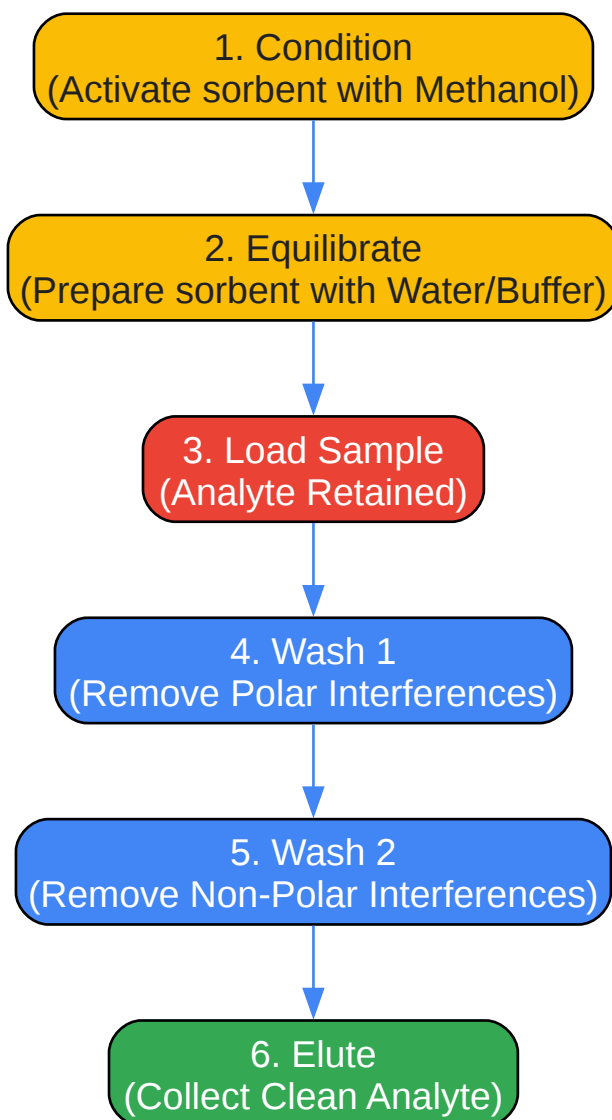 1. Condition
(Activate sorbent with Methanol)
2. Equilibrate
(Prepare sorbent with Water/Buffer)
3. Load Sample
(Analyte Retained)
4. Wash 1
(Remove Polar Interferences)
5. Wash 2
(Remove Non-Polar Interferences)
6. Elute
(Collect Clean Analyte)